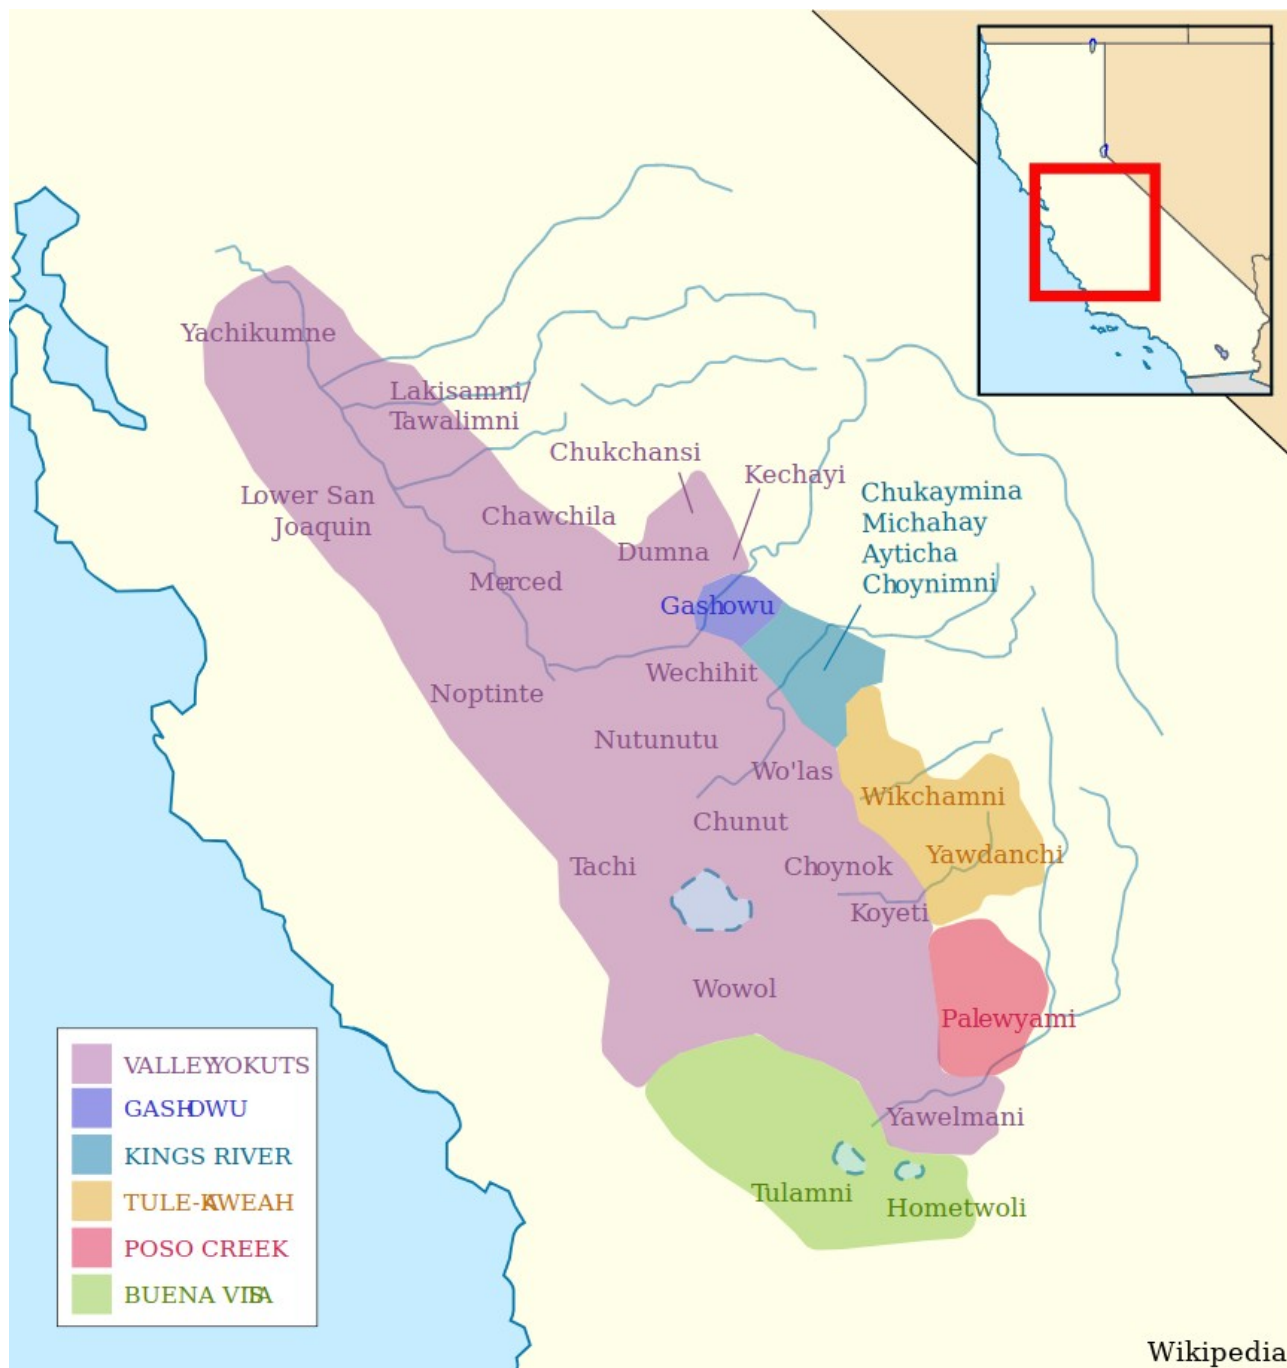 Yachikumne
Lakisamni/
Tawalimni
Chukchansi
Kechayi
Lower San
Joaquin
Chawchila
Chukaymina
Michahay
Ayticha
Choynimni
Dumna
Merced
Gashowu
Wechihit
Noptinte
Nutunutu
Wo'las
Wikchamni
Chunut
Yawdanchi
Tachi
Choynok
Koyeti
Wowol
Palewyami
Yawelmani
Tulamni
Hometwoli
VALLEY YOKUTS
GASHOWU
KINGS RIVER
TULE-KAWEAH
POSO CREEK
BUENA VISTA
Wikipedia